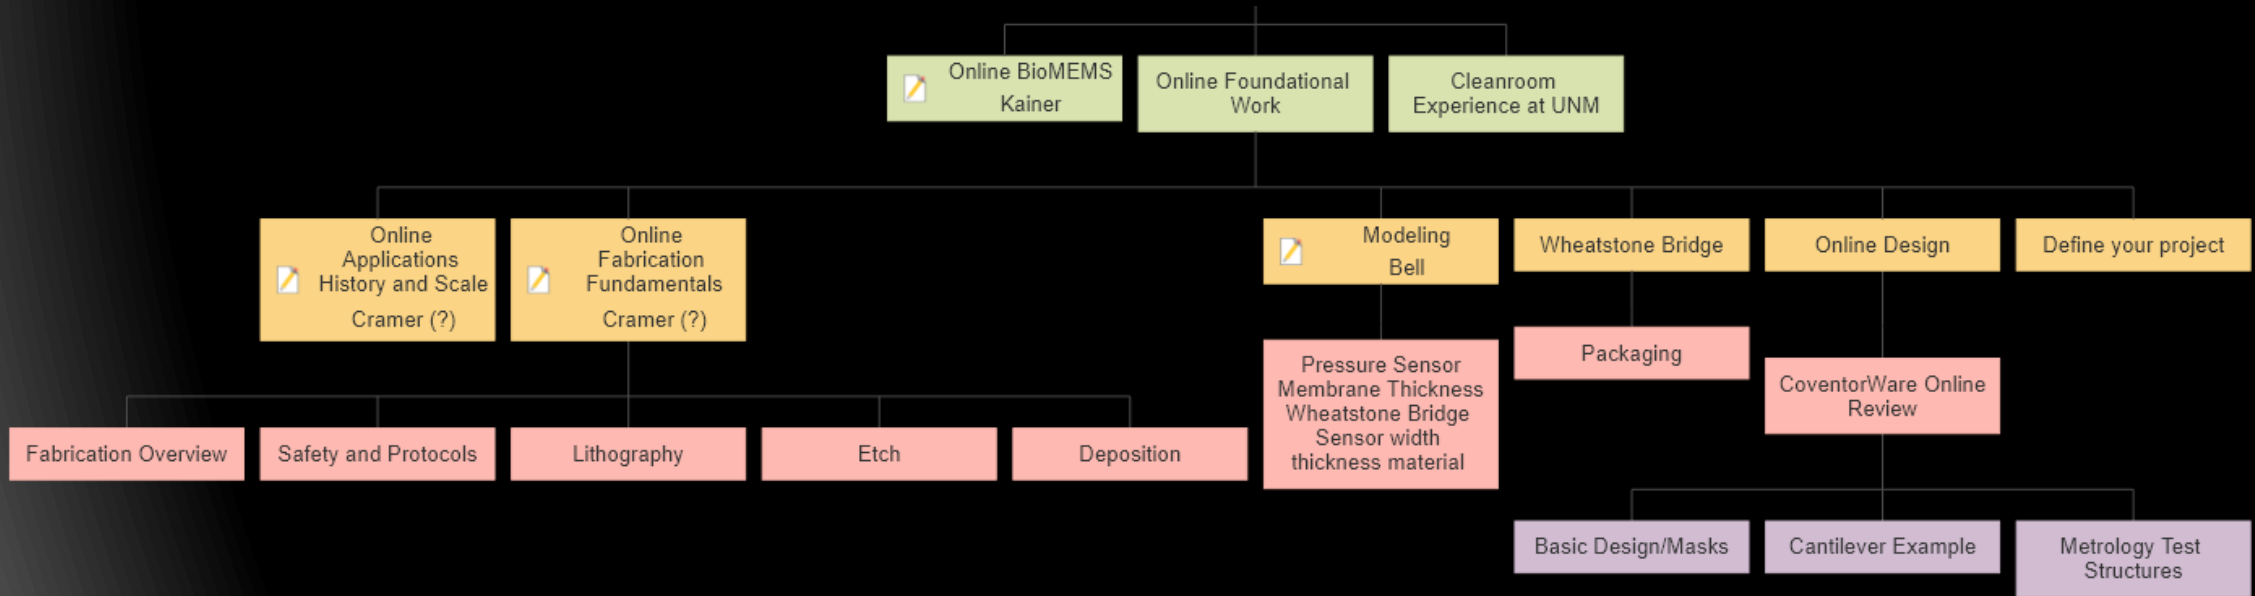 Online BioMEMS
Kainer
Online Foundational
Work
Cleanroom
Experience at UNM
Online
Applications
History and Scale
Cramer (?)
Online
Fabrication
Fundamentals
Cramer (?)
Modeling
Bell
Wheatstone Bridge
Online Design
Define your project
Packaging
Pressure Sensor
Membrane Thickness
Wheatstone Bridge
Sensor width
thickness material
CoventorWare Online
Review
Fabrication Overview
Safety and Protocols
Lithography
Etch
Deposition
Basic Design/Masks
Cantilever Example
Metrology Test
Structures